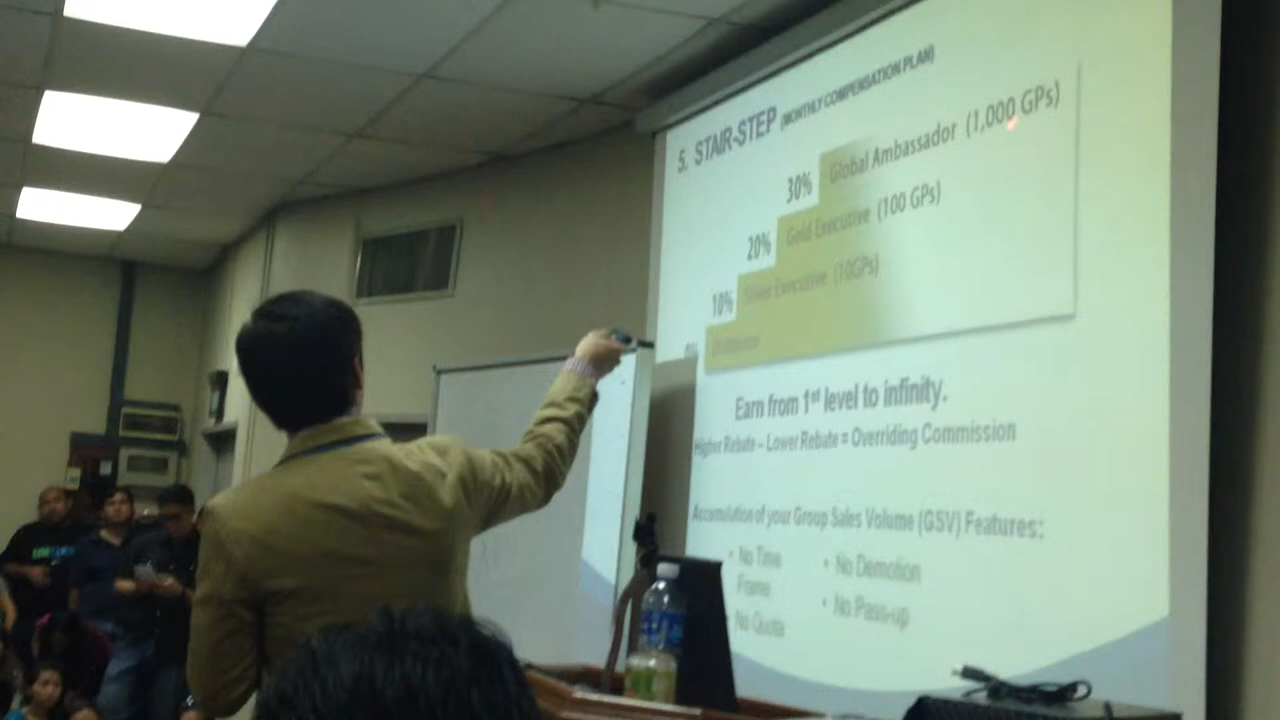 5. STAIR-STEP (MONTHLY COMPENSATION PLAN)
30% Global Ambassador (1,000 GPs)
20% Gold Executive (100 GPs)
10% Silver Executive (10GPs)
Earn from 1st level to infinity.
Higher Rebate – Lower Rebate = Overriding Commission
Accumulation of your Group Sales Volume (GSV) Features:
• No Time Frame
No Quota
• No Demotion
• No Pass-up